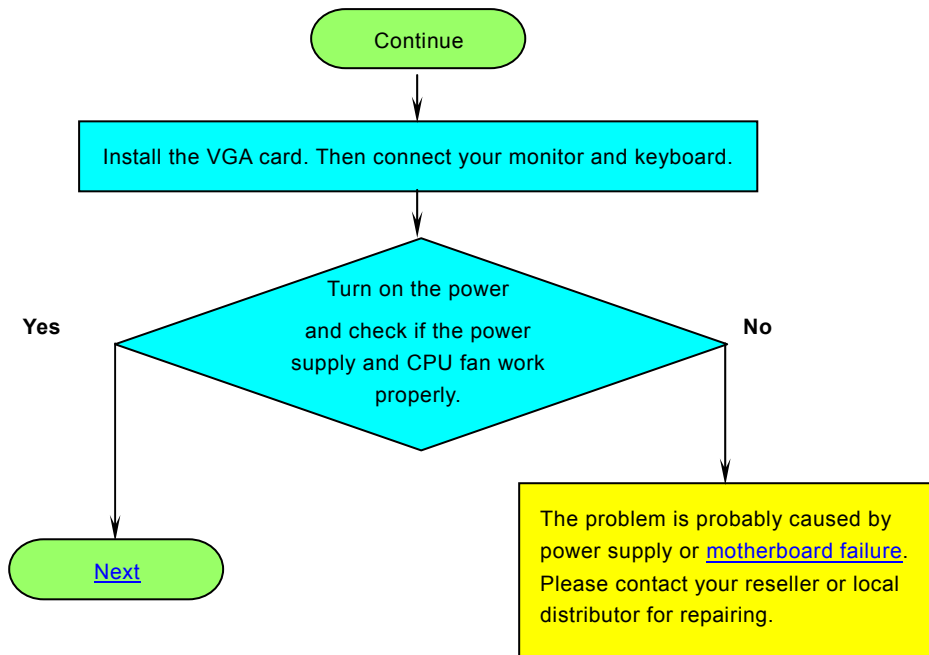 Continue
Install the VGA card. Then connect your monitor and keyboard.
Turn on the power
and check if the power
supply and CPU fan work
properly.
Yes
No
Next
The problem is probably caused by
power supply or motherboard failure.
Please contact your reseller or local
distributor for repairing.